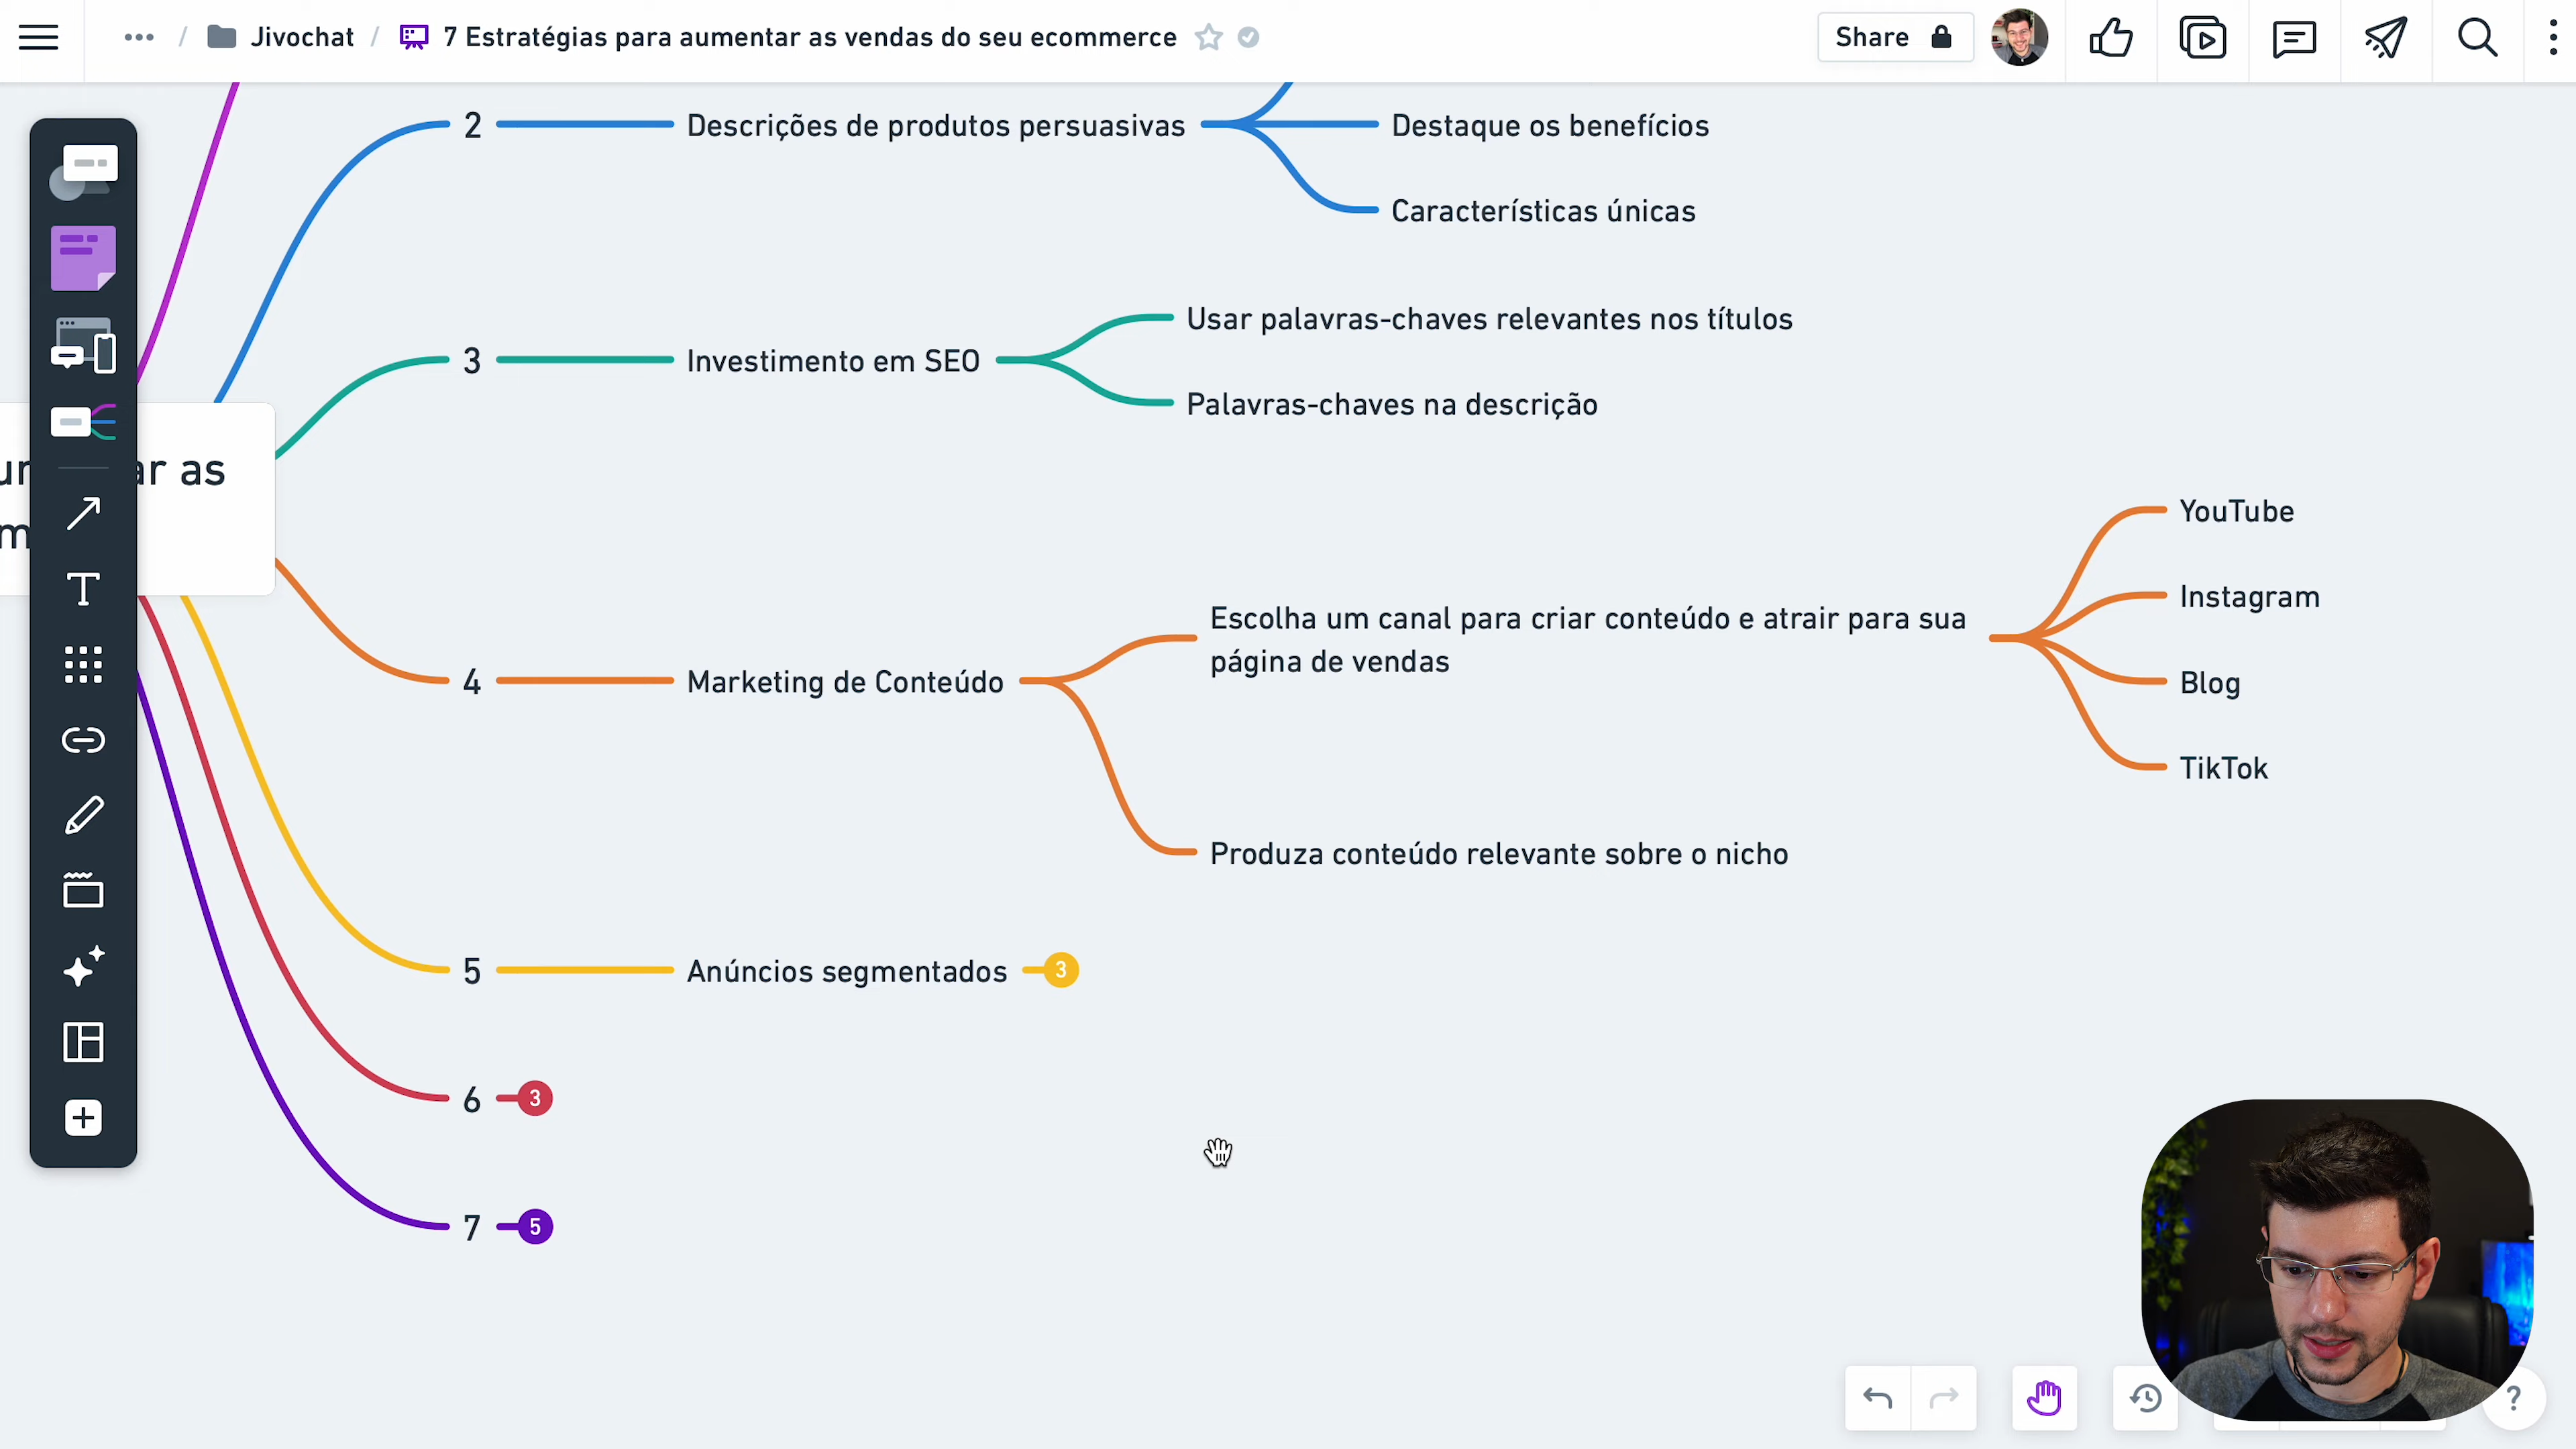 ... / Jivochat / 7 Estratégias para aumentar as vendas do seu ecommerce
Share
2
Descrições de produtos persuasivas
Destaque os benefícios
Características únicas
3
Investimento em SEO
Usar palavras-chaves relevantes nos títulos
Palavras-chaves na descrição
ar as
4
Marketing de Conteúdo
Escolha um canal para criar conteúdo e atrair para sua
página de vendas
YouTube
Instagram
Blog
TikTok
Produza conteúdo relevante sobre o nicho
5
Anúncios segmentados
3
6
3
7
5
T
?